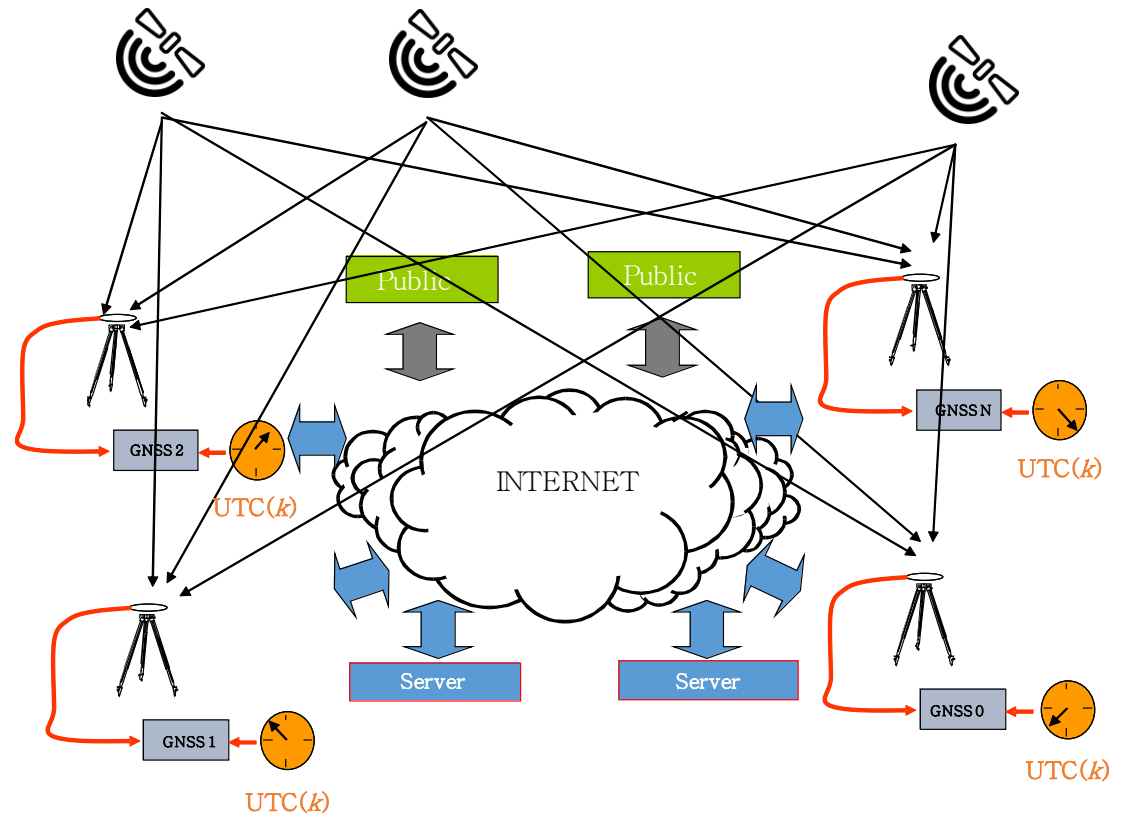 Public
Public
GNSS N
UTC(k)
GNSS 2
UTC(k)
INTERNET
Server
Server
GNSS 0
UTC(k)
GNSS 1
UTC(k)